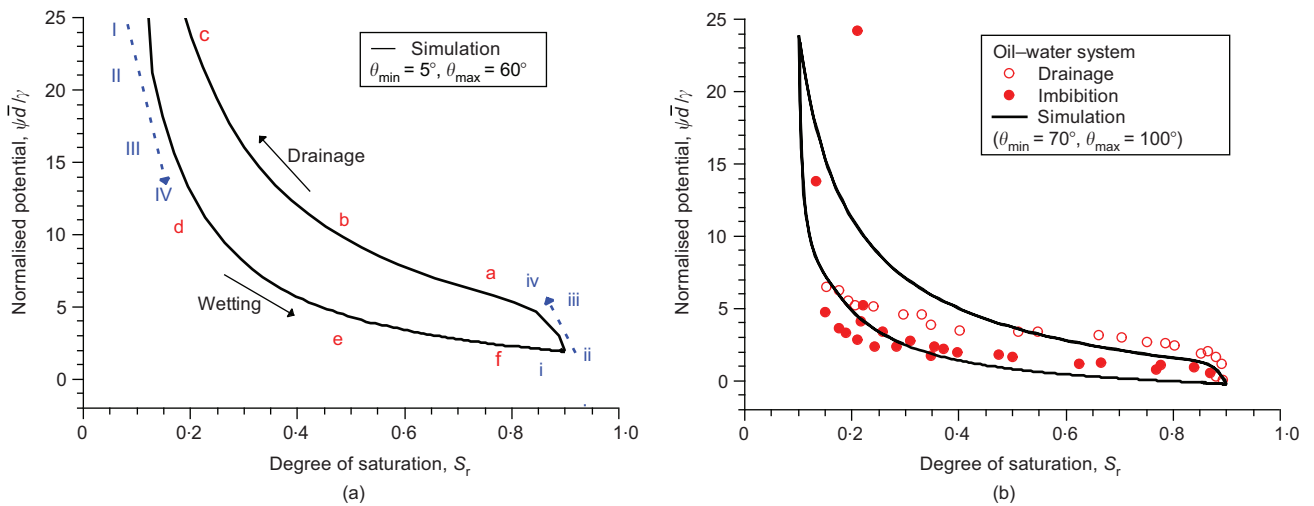 25
20
15
10
5
0
Normalised potential, ψd̅/γ
I
II
III
IV
c
d
b
a
e
f
i
ii
iii
iv
Drainage
Wetting
Simulation
θmin = 5°, θmax = 60°
0
0·2
0·4
0·6
0·8
1·0
Degree of saturation, Sr
(a)
25
20
15
10
5
0
Normalised potential, ψd̅/γ
Oil–water system
Drainage
Imbibition
Simulation
(θmin = 70°, θmax = 100°)
0
0·2
0·4
0·6
0·8
1·0
Degree of saturation, Sr
(b)